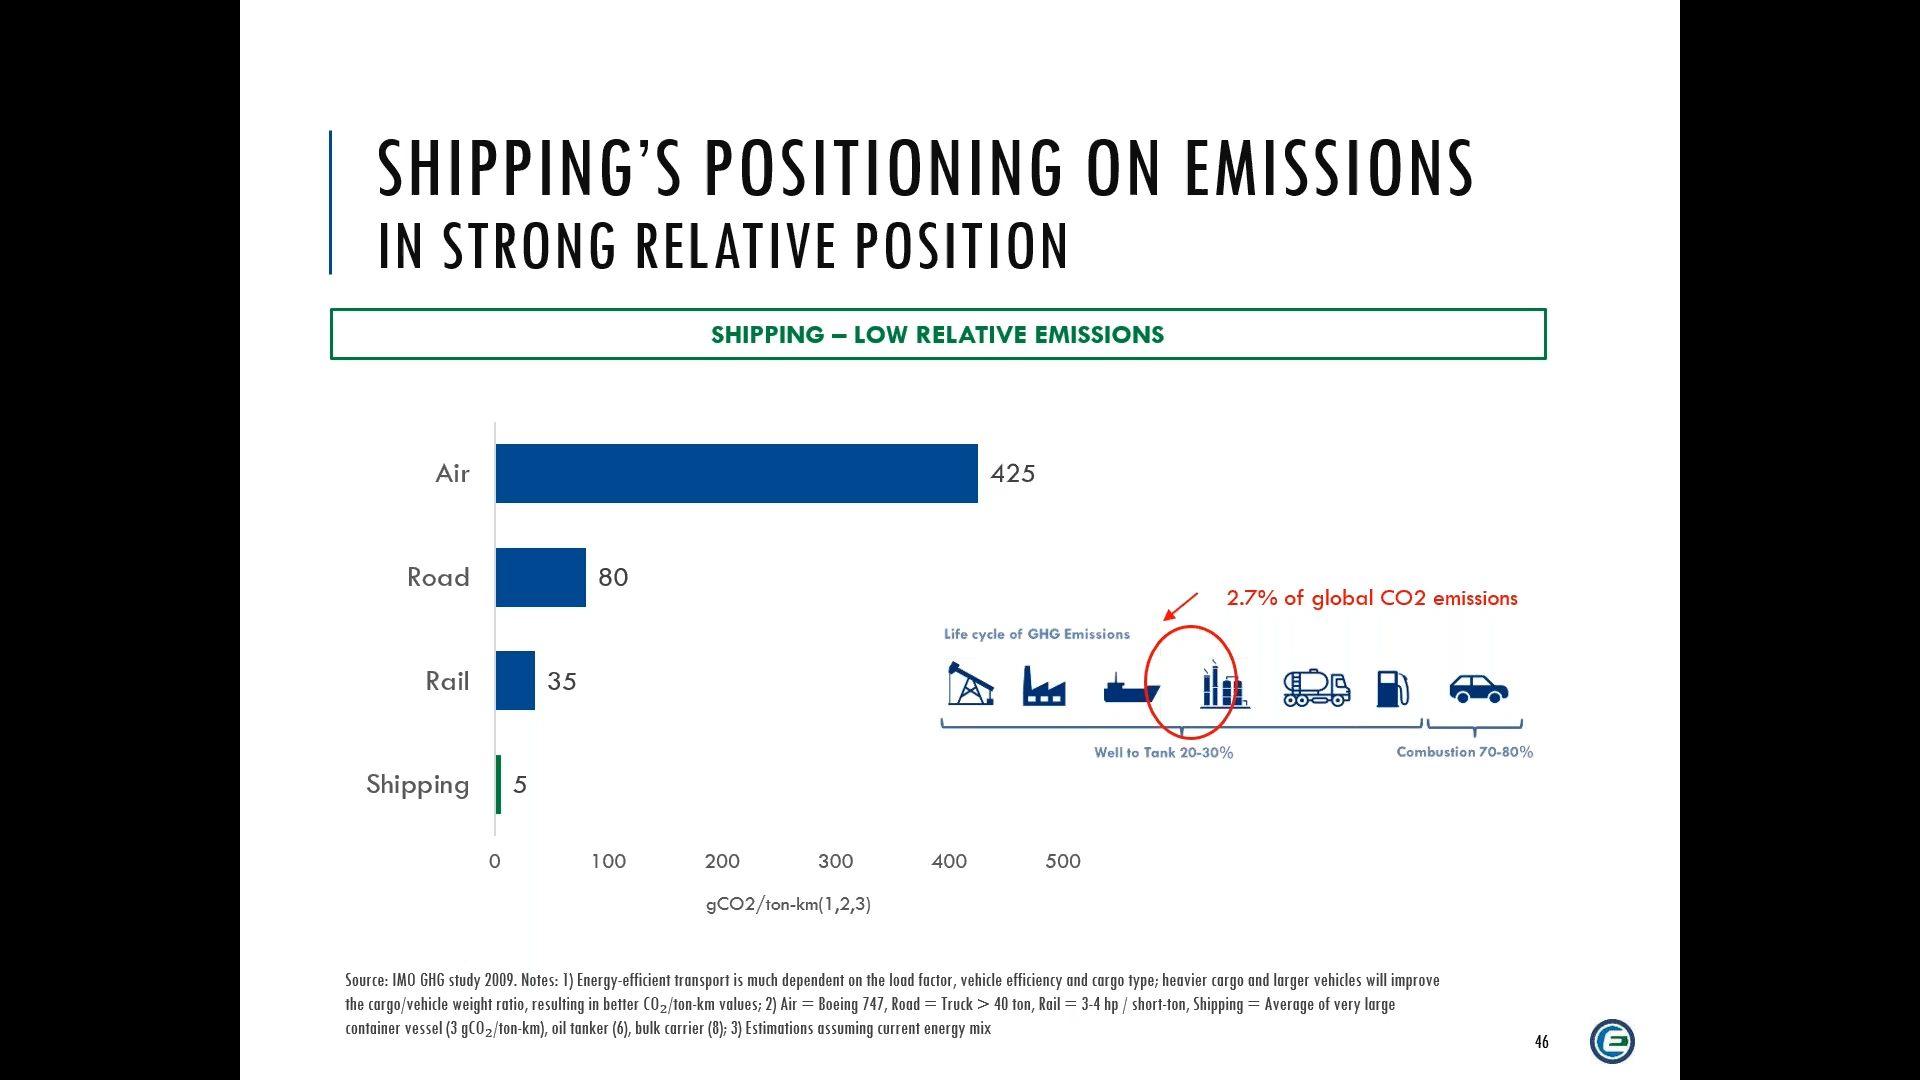 SHIPPING'S POSITIONING ON EMISSIONS
IN STRONG RELATIVE POSITION
SHIPPING – LOW RELATIVE EMISSIONS
Air
425
Road
80
Rail
35
Shipping
5
0 100 200 300 400 500
gCO2/ton-km(1,2,3)
2.7% of global CO2 emissions
Life cycle of GHG Emissions
Well to Tank 20-30%
Combustion 70-80%
Source: IMO GHG study 2009. Notes: 1) Energy-efficient transport is much dependent on the load factor, vehicle efficiency and cargo type; heavier cargo and larger vehicles will improve
the cargo/vehicle weight ratio, resulting in better CO₂/ton-km values; 2) Air = Boeing 747, Road = Truck > 40 ton, Rail = 3-4 hp / short-ton, Shipping = Average of very large
container vessel (3 gCO₂/ton-km), oil tanker (6), bulk carrier (8); 3) Estimations assuming current energy mix
46